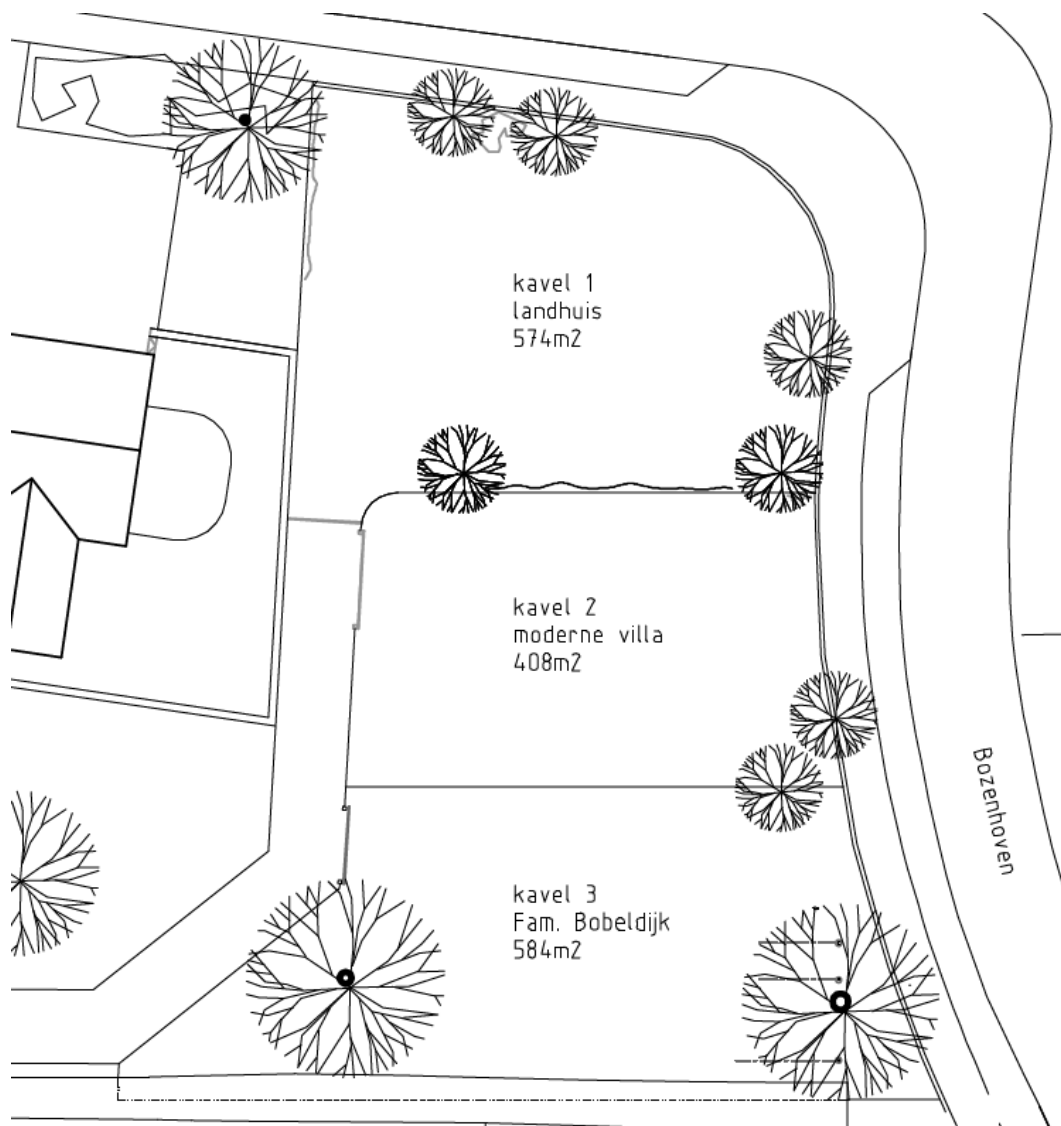 kavel 1
landhuis
574m2
kavel 2
moderne villa
408m2
Bozenhoven
kavel 3
Fam. Bobeldijk
584m2